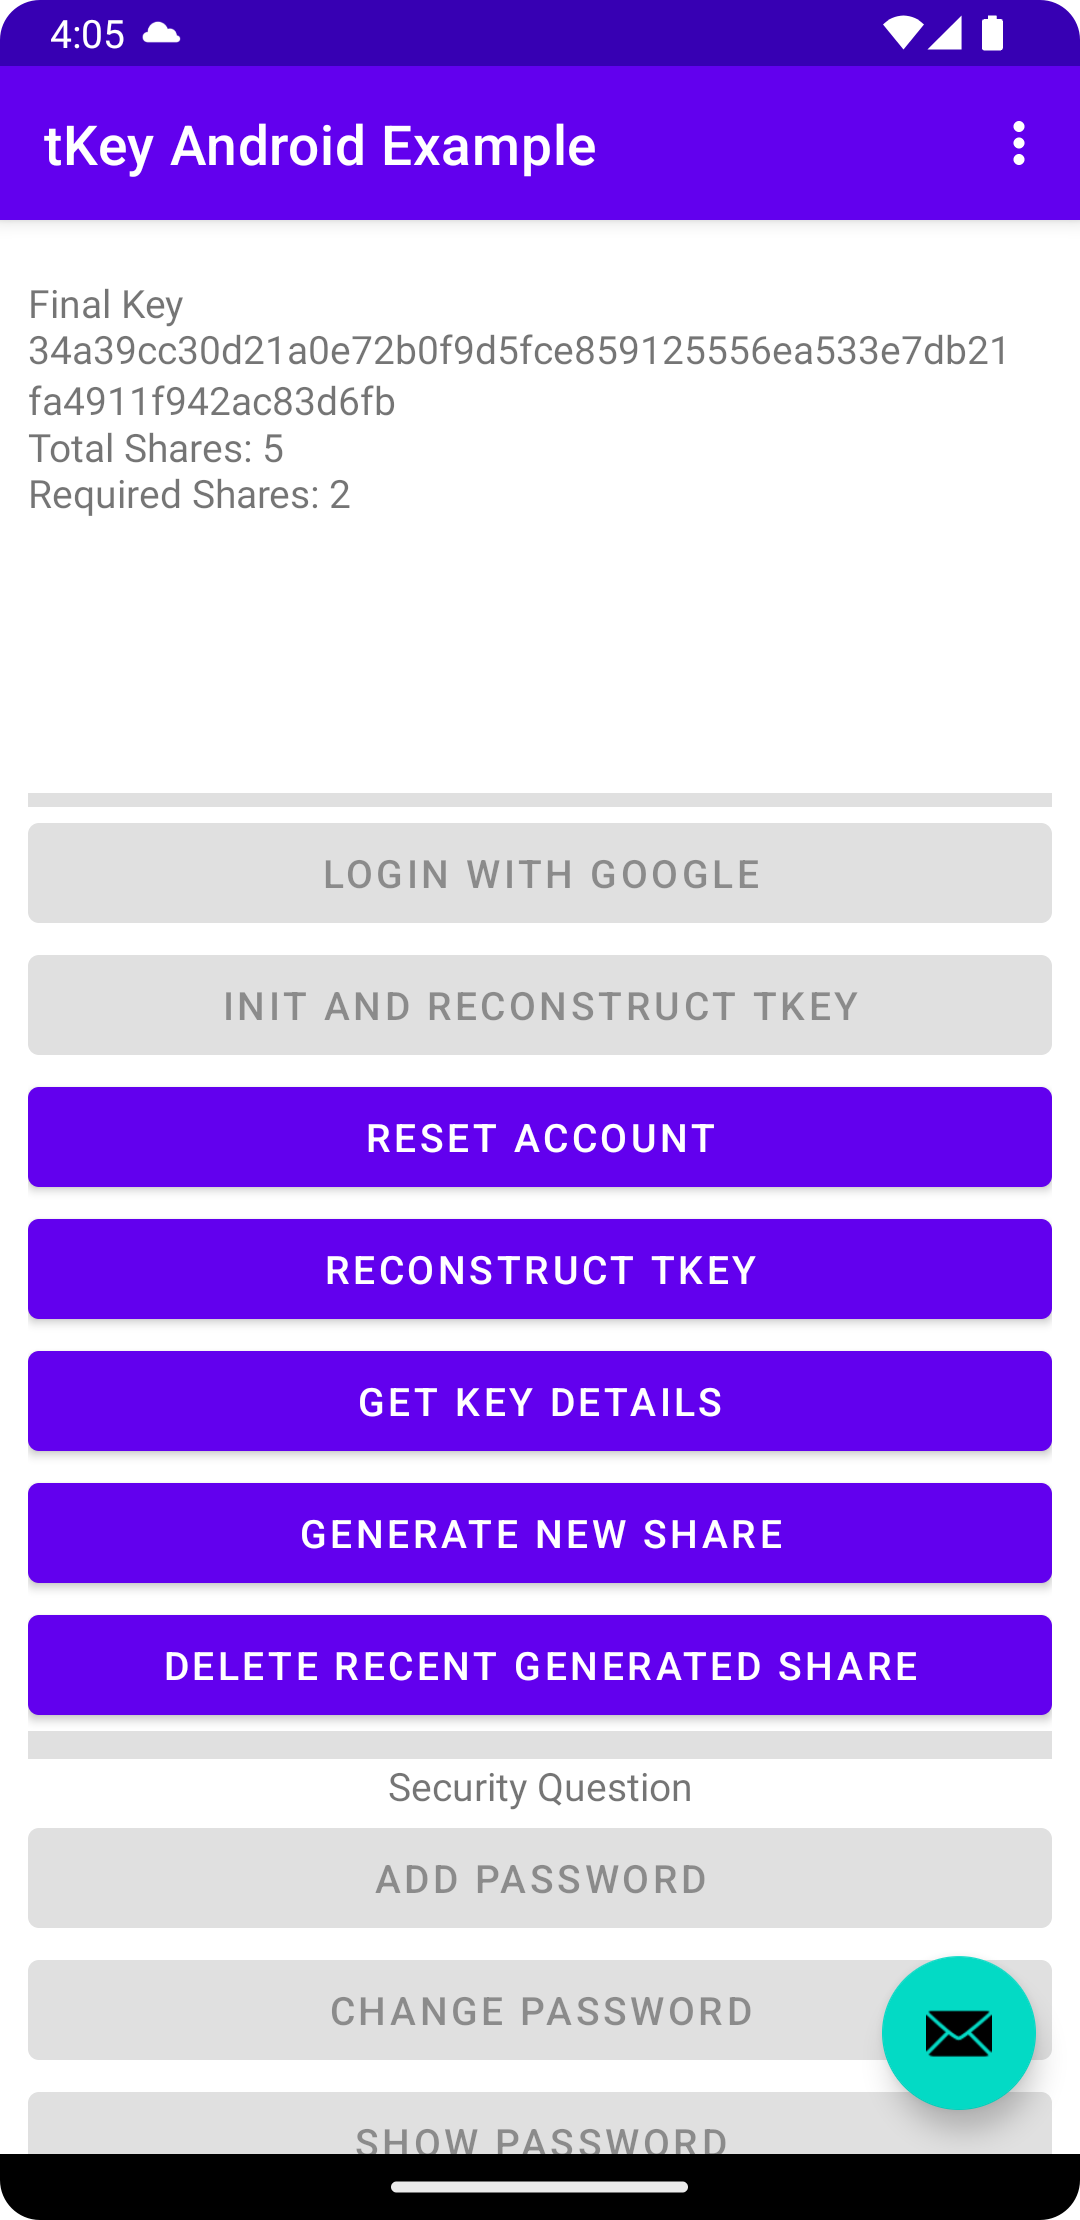 4:05
tKey Android Example
Final Key
34a39cc30d21a0e72b0f9d5fce859125556ea533e7db21
fa4911f942ac83d6fb
Total Shares: 5
Required Shares: 2
LOGIN WITH GOOGLE
INIT AND RECONSTRUCT TKEY
RESET ACCOUNT
RECONSTRUCT TKEY
GET KEY DETAILS
GENERATE NEW SHARE
DELETE RECENT GENERATED SHARE
Security Question
ADD PASSWORD
CHANGE PASSWORD
SHOW PASSWORD